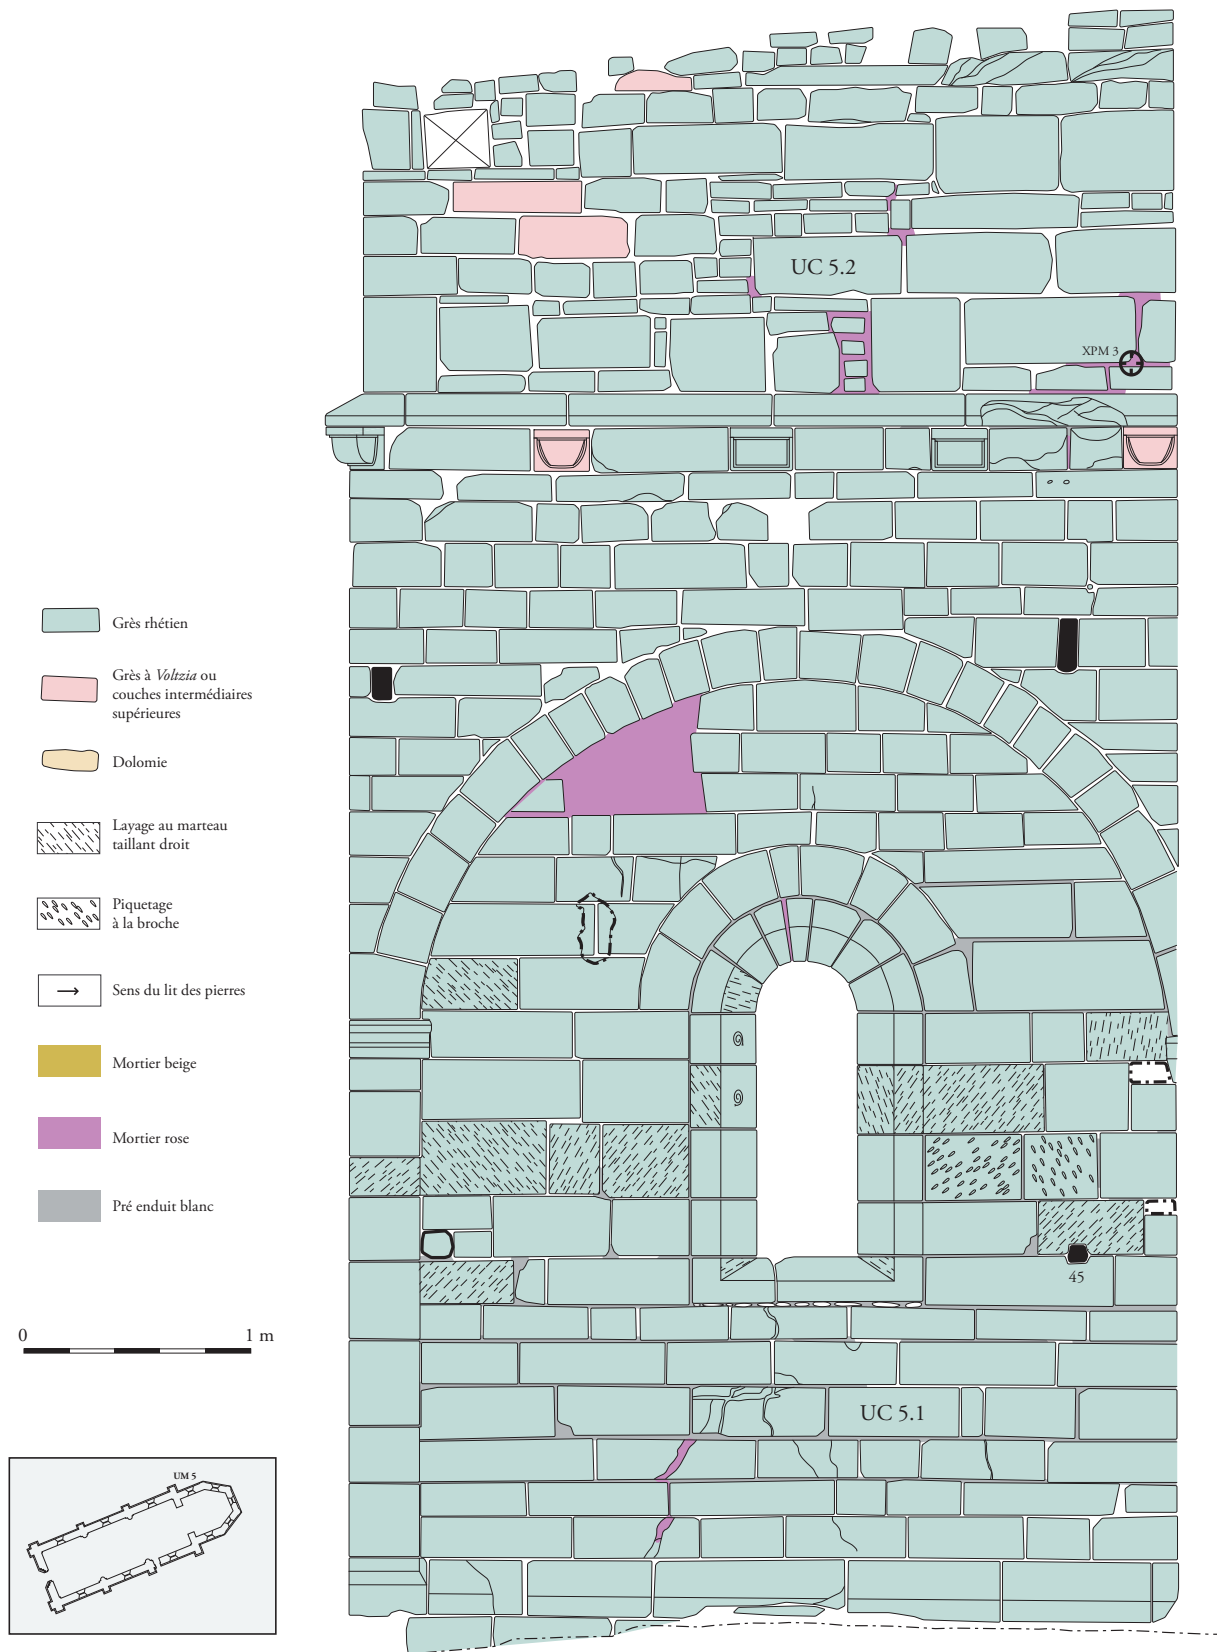 UC 5.2
XPM 3
Grès rhétien
Grès à Voltzia ou
couches intermédiaires
supérieures
Dolomie
Layage au marteau
taillant droit
Piquetage
à la broche
Sens du lit des pierres
Mortier beige
Mortier rose
Pré enduit blanc
45
0 1 m
UC 5.1
UM 5